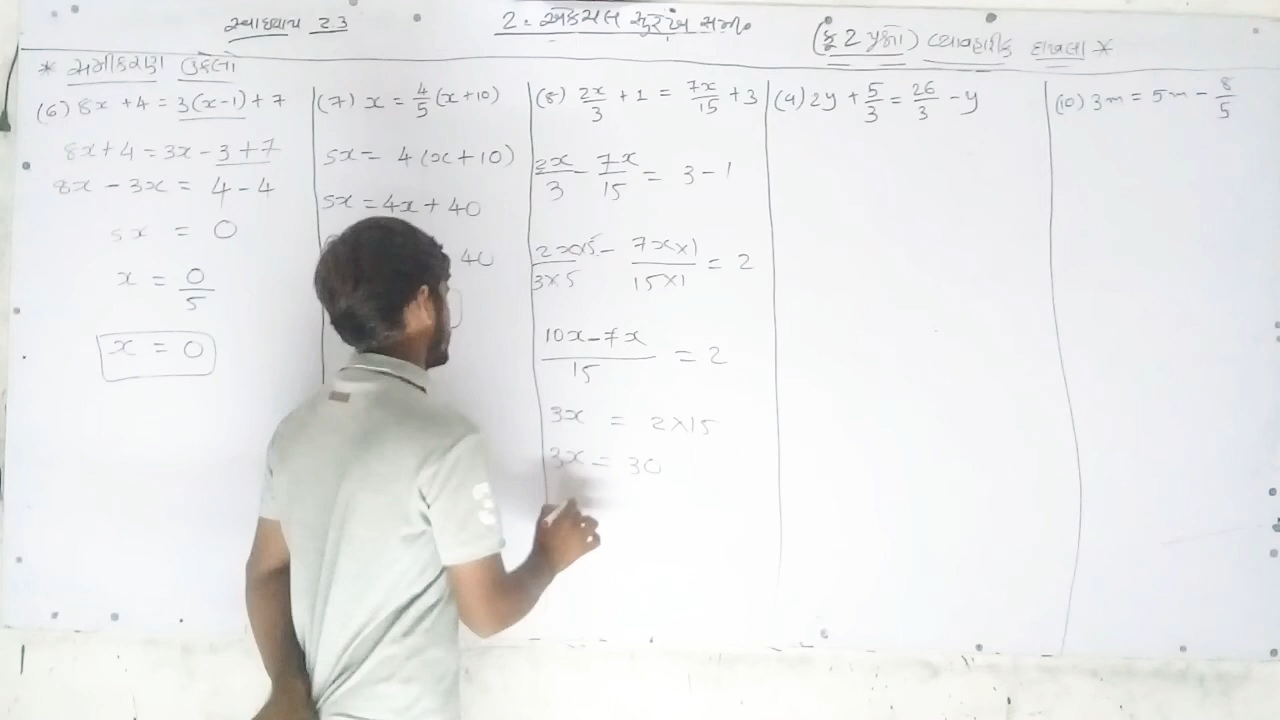 સ્વાધ્યાય 2.3
2. એકચલ સુરેખ સમી૦
વ્યાવહારીક દાખલા *
* સમીકરણ ઉકેલો
(6) 8x + 4 = 3(x-1) + 7
8x + 4 = 3x - 3 + 7
8x - 3x = 4 - 4
5x = 0
x = 0/5
x = 0
(7) x = 4/5 (x+10)
5x = 4(x+10)
5x = 4x + 40
40
(8) 2x/3 + 1 = 7x/15 + 3
2x/3 - 7x/15 = 3 - 1
2x×5/3×5 - 7x×1/15×1 = 2
10x-7x/15 = 2
3x = 2×15
3x = 30
(9) 2y + 5/3 = 26/3 - y
(10) 3m = 5m - 8/5